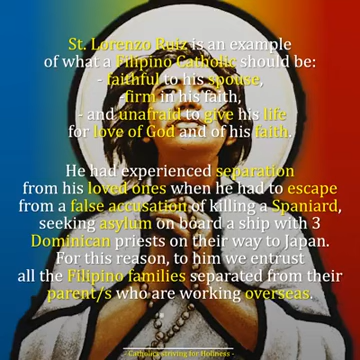 St. Lorenzo Ruiz is an example
of what a Filipino Catholic should be:
- faithful to his spouse,
- firm in his faith,
- and unafraid to give his life
for love of God and of his faith.
He had experienced separation
from his loved ones when he had to escape
from a false accusation of killing a Spaniard,
seeking asylum on board a ship with 3
Dominican priests on their way to Japan.
For this reason, to him we entrust
all the Filipino families separated from their
parent/s who are working overseas.
- Catholics Striving for Holiness -